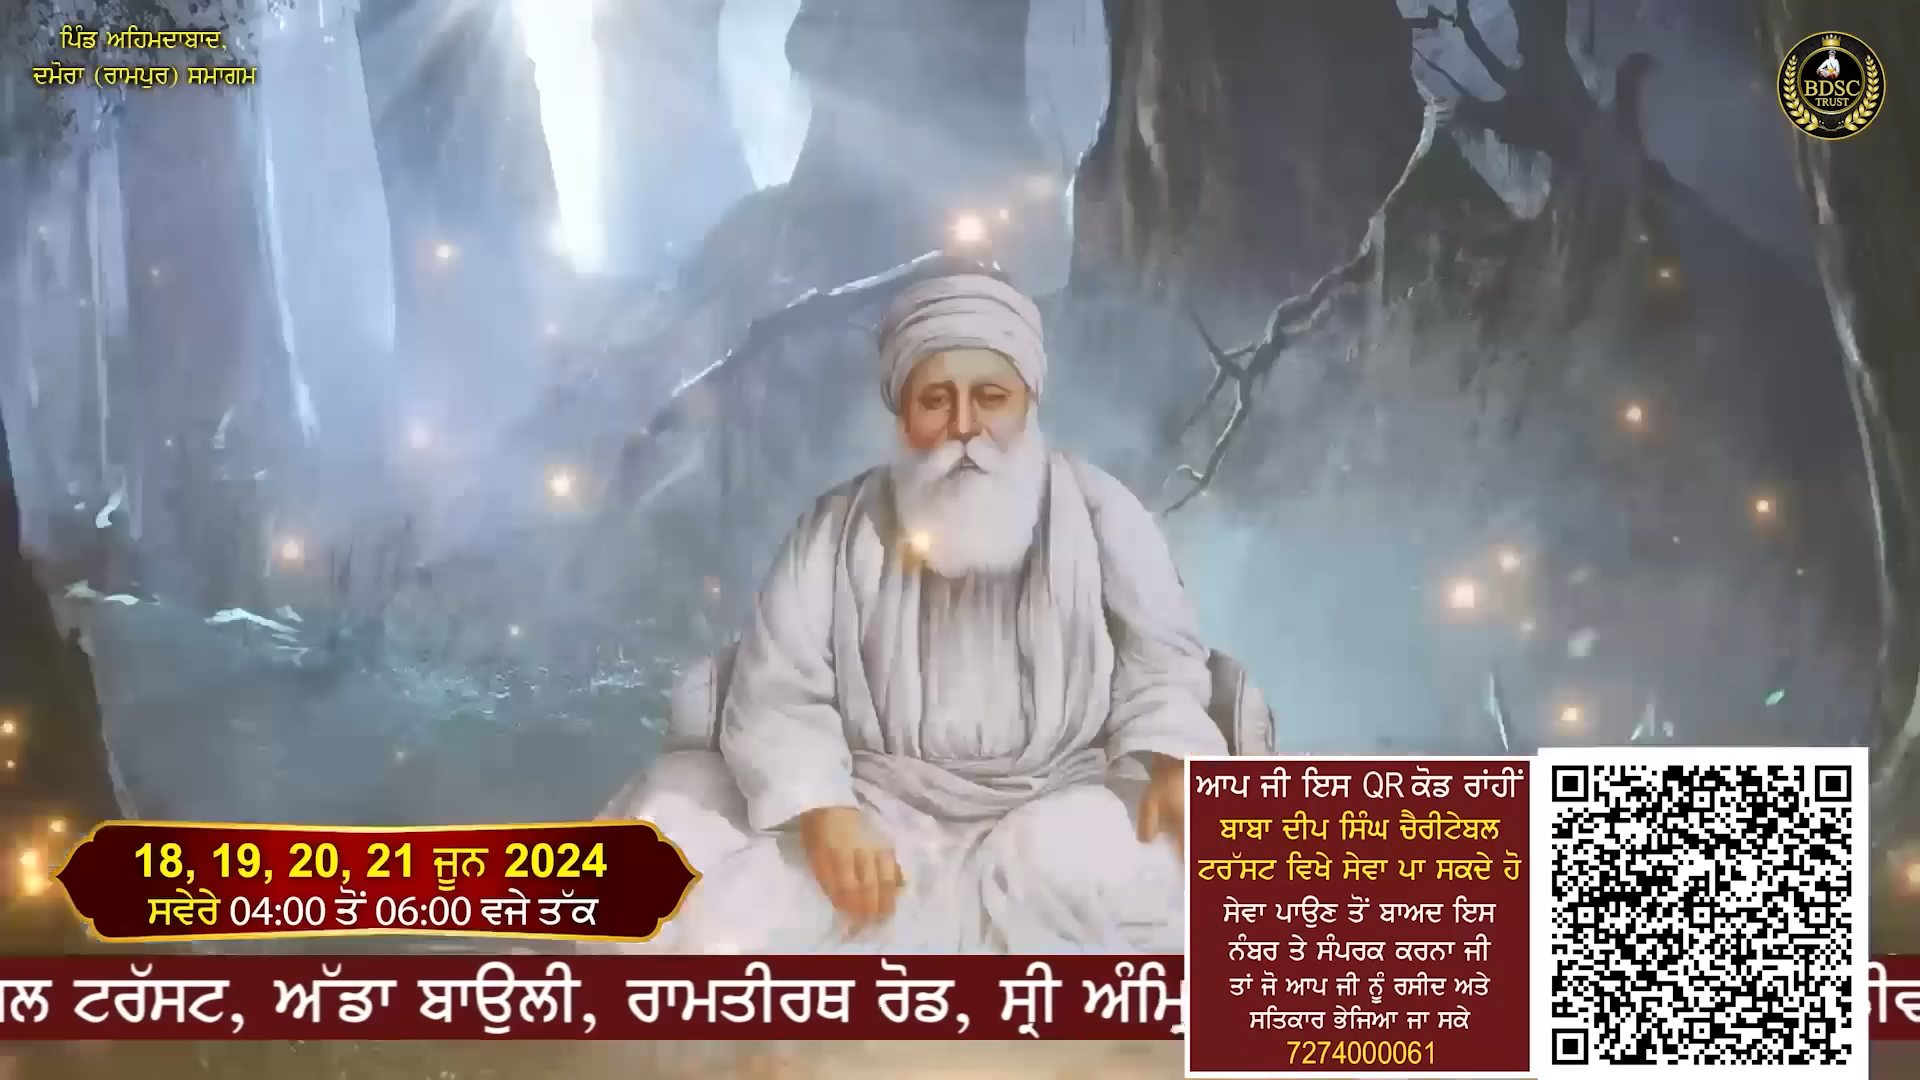 ਪਿੰਡ ਅਹਿਮਦਾਬਾਦ,
ਦਮੋਰਾ (ਰਾਮਪੁਰ) ਸਮਾਗਮ
BDSC
TRUST
18, 19, 20, 21 ਜੂਨ 2024
ਸਵੇਰੇ 04:00 ਤੋਂ 06:00 ਵਜੇ ਤੱਕ
ਆਪ ਜੀ ਇਸ QR ਕੋਡ ਰਾਂਹੀਂ
ਬਾਬਾ ਦੀਪ ਸਿੰਘ ਚੈਰੀਟੇਬਲ
ਟਰੱਸਟ ਵਿਖੇ ਸੇਵਾ ਪਾ ਸਕਦੇ ਹੋ
ਸੇਵਾ ਪਾਉਣ ਤੋਂ ਬਾਅਦ ਇਸ
ਨੰਬਰ ਤੇ ਸੰਪਰਕ ਕਰਨਾ ਜੀ
ਤਾਂ ਜੋ ਆਪ ਜੀ ਨੂੰ ਰਸੀਦ ਅਤੇ
ਸਤਿਕਾਰ ਭੇਜਿਆ ਜਾ ਸਕੇ
7274000061
ਲ ਟਰੱਸਟ, ਅੱਡਾ ਬਾਉਲੀ, ਰਾਮਤੀਰਥ ਰੋਡ, ਸ੍ਰੀ ਅੰਮ੍ਰਿ